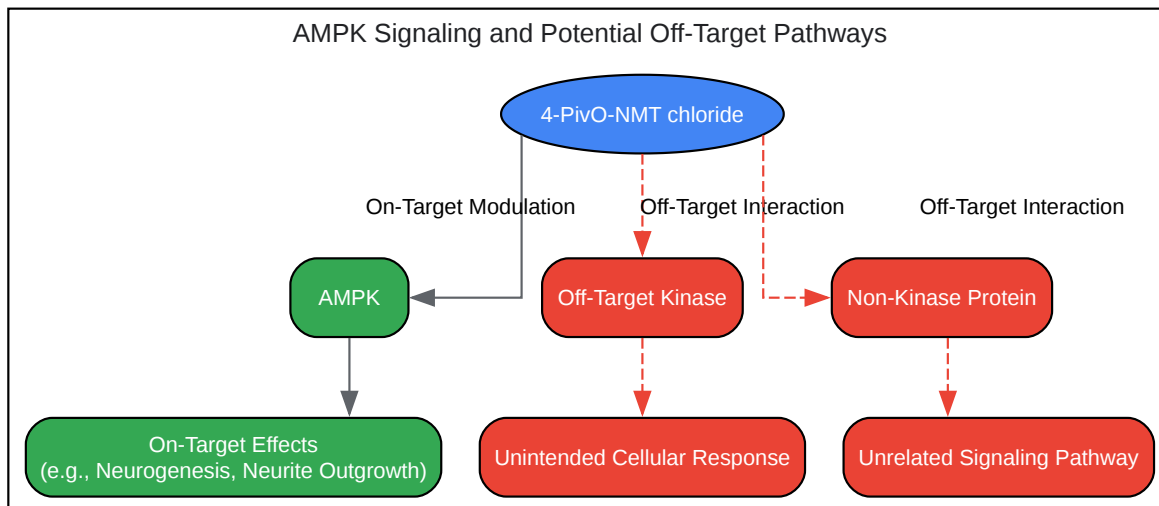 AMPK Signaling and Potential Off-Target Pathways
4-PivO-NMT chloride
On-Target Modulation
Off-Target Interaction
Off-Target Interaction
AMPK
Off-Target Kinase
Non-Kinase Protein
On-Target Effects
(e.g., Neurogenesis, Neurite Outgrowth)
Unintended Cellular Response
Unrelated Signaling Pathway